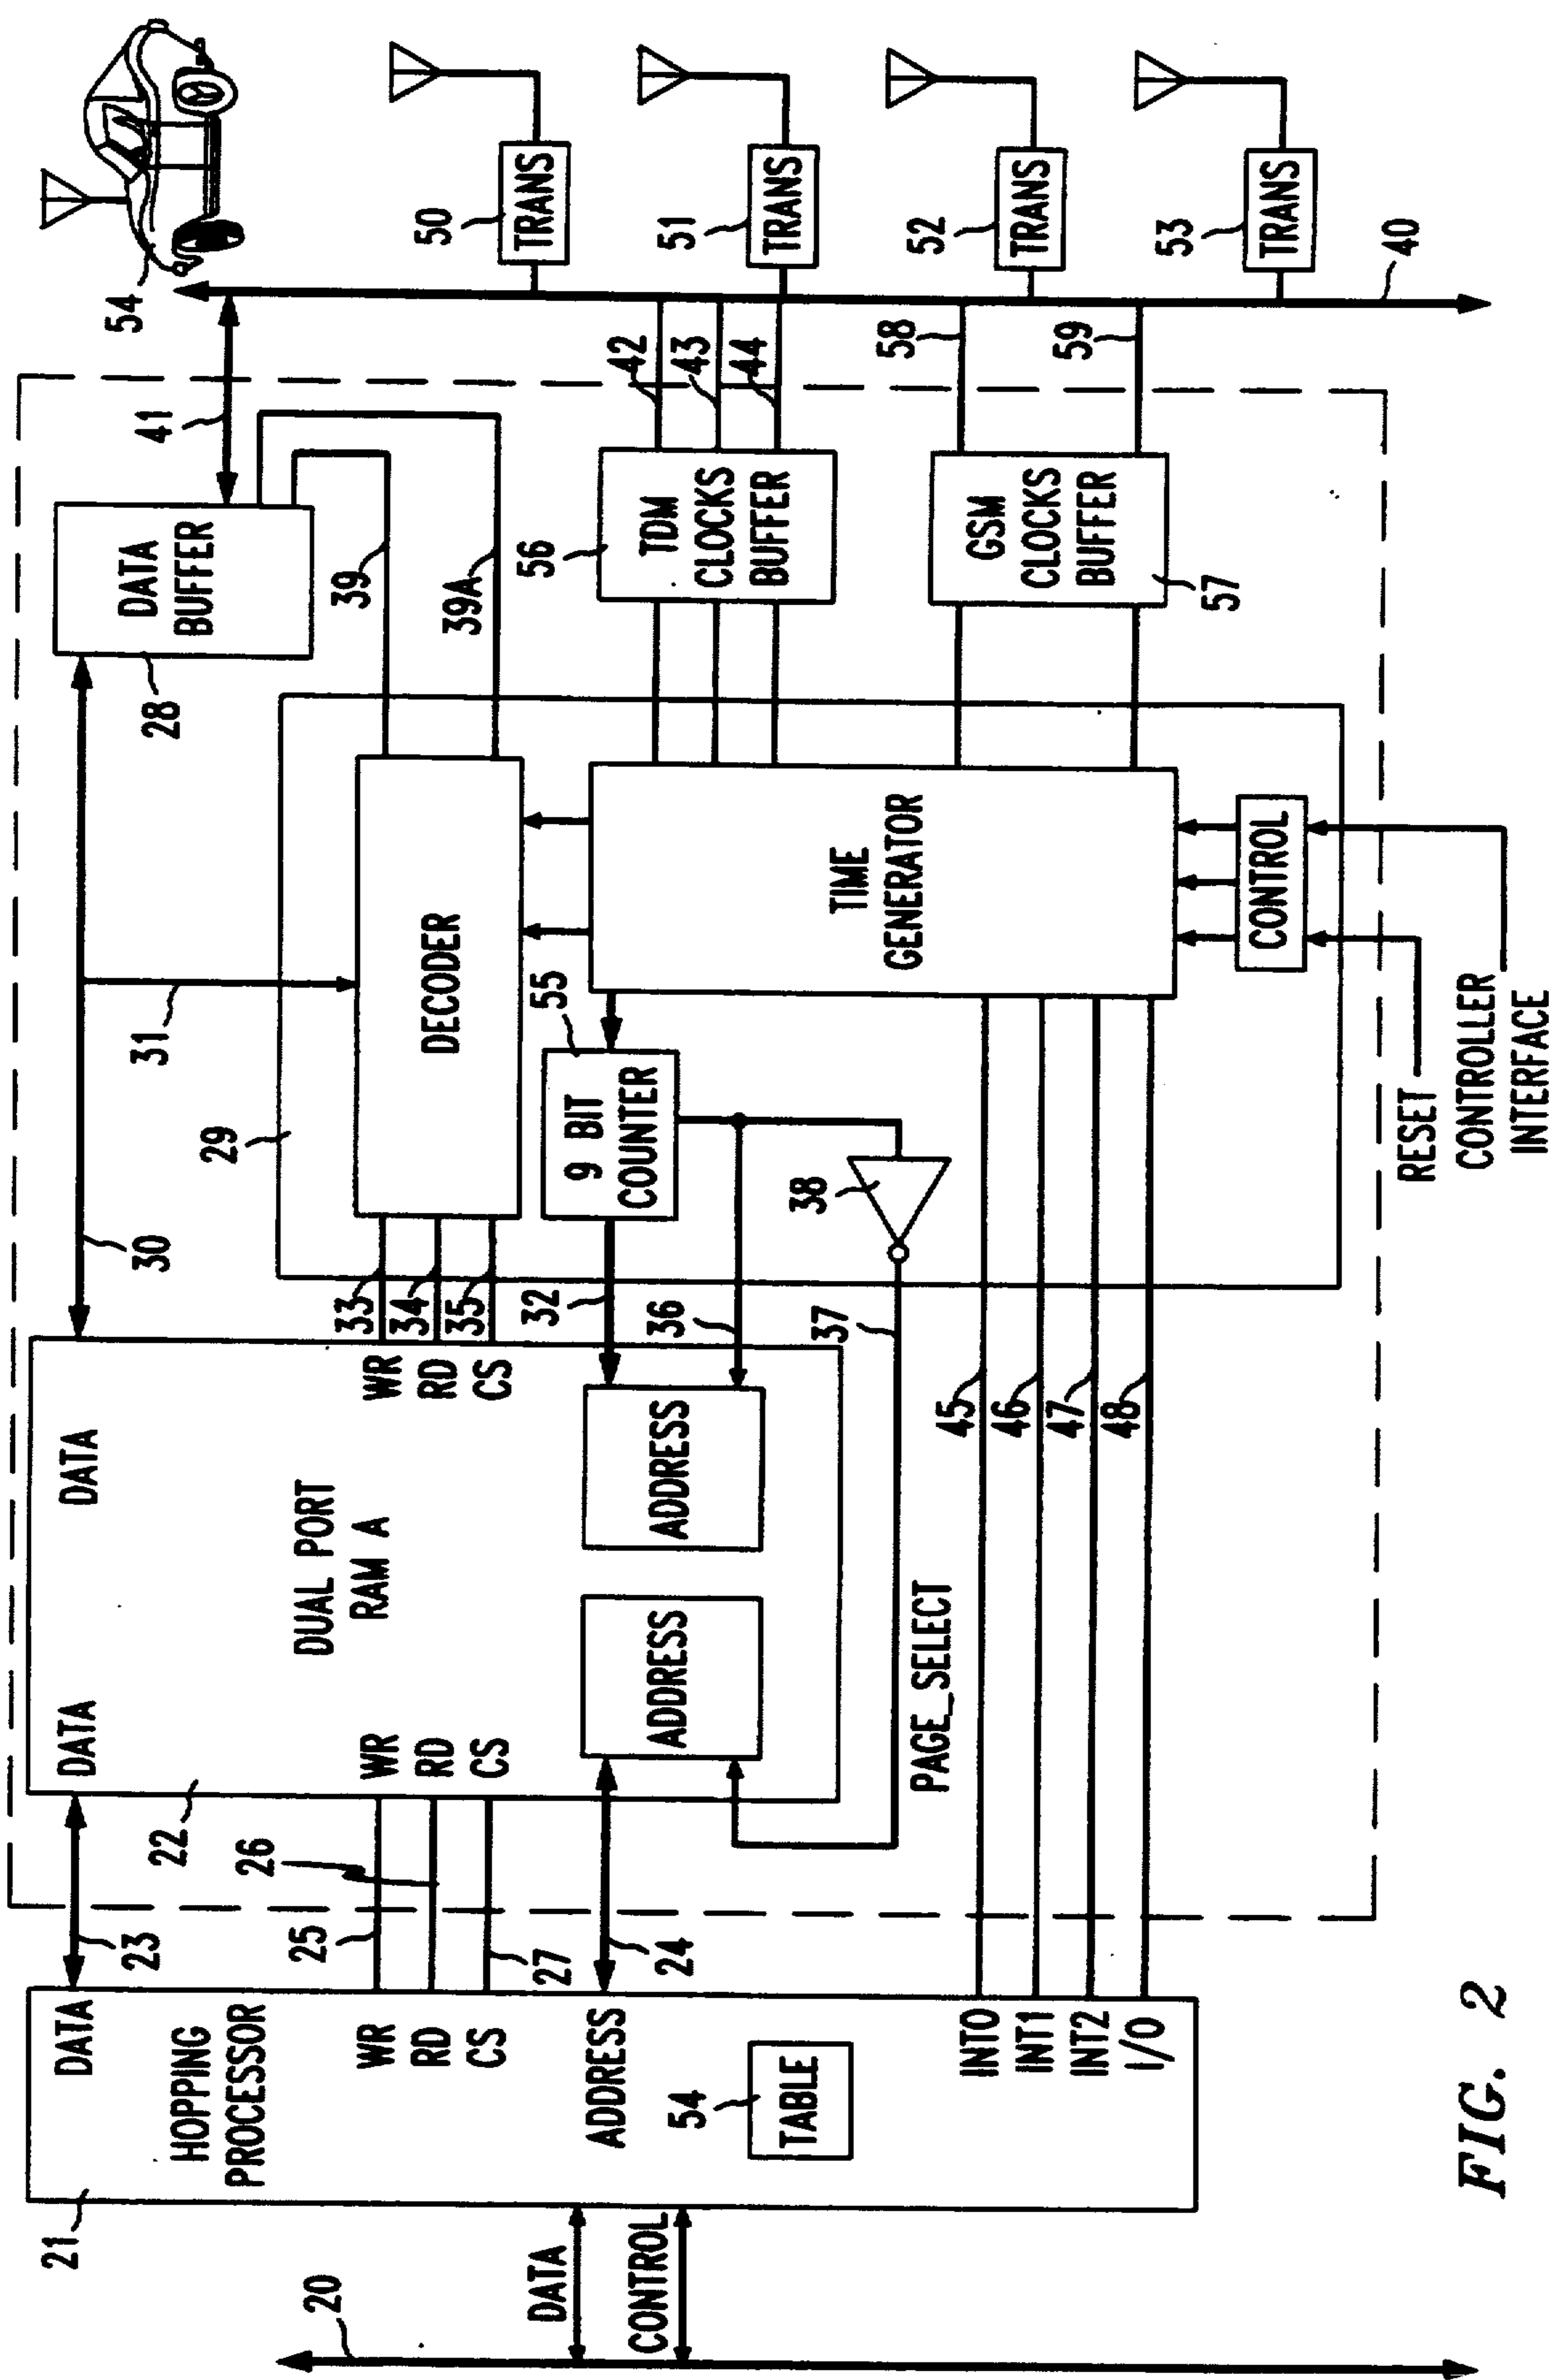 20
DATA
CONTROL
21
HOPPING
PROCESSOR
DATA
WR
RD
CS
ADDRESS
54
TABLE
INT0
INT1
INT2
I/O
23
25
26
27
24
22
DATA
WR
RD
CS
ADDRESS
DUAL PORT
RAM A
DATA
WR
RD
CS
ADDRESS
PAGE_SELECT
30
33
34
35
32
36
37
45
46
47
48
29
31
DECODER
55
9 BIT
COUNTER
38
TIME
GENERATOR
CONTROL
RESET
CONTROLLER
INTERFACE
28
DATA
BUFFER
39
39A
56
TDM
CLOCKS
BUFFER
GSM
CLOCKS
BUFFER
57
41
42
43
44
58
59
54
50
TRANS
51
TRANS
52
TRANS
53
TRANS
40
FIG. 2